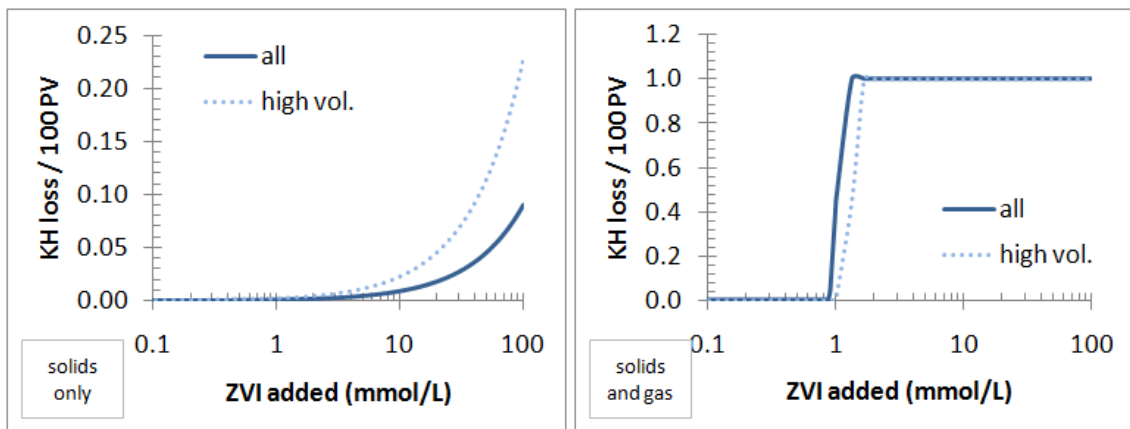 KH loss / 100PV
0.25
0.20
0.15
0.10
0.05
0.00
all
high vol.
0.1 1 10 100
ZVI added (mmol/L)
solids
only
KH loss / 100PV
1.2
1.0
0.8
0.6
0.4
0.2
0.0
all
high vol.
0.1 1 10 100
ZVI added (mmol/L)
solids
and gas